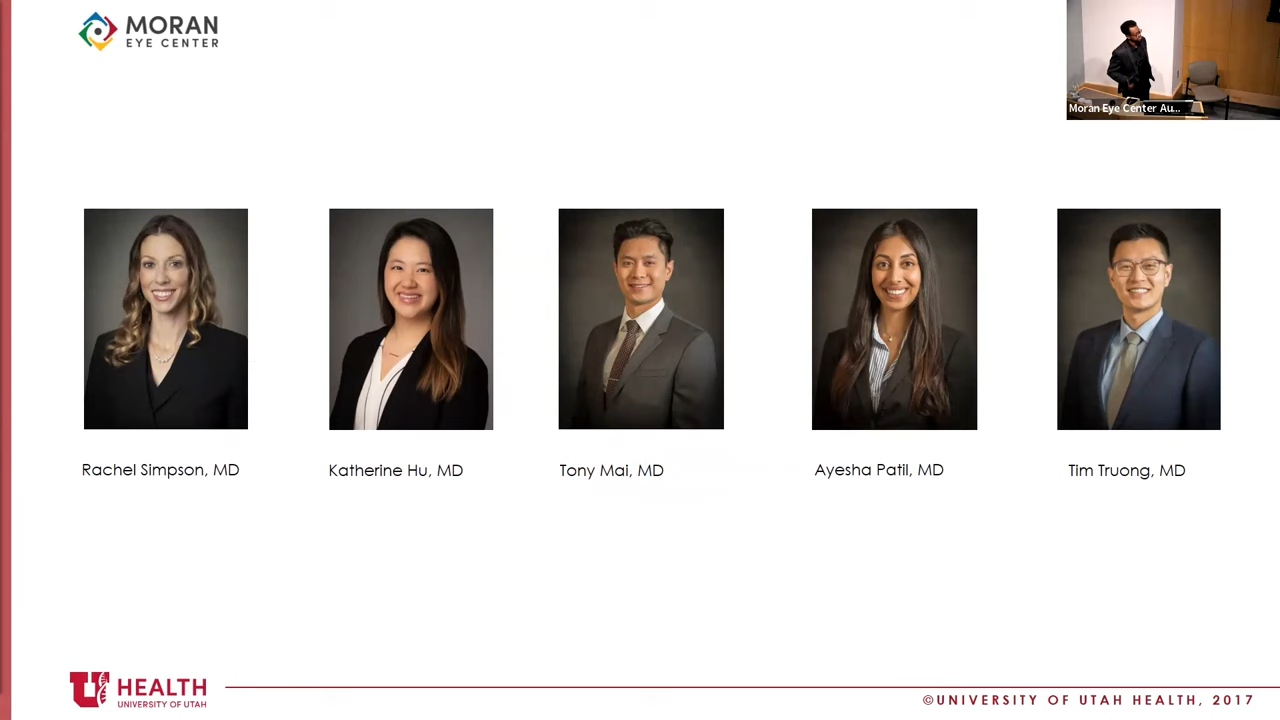 MORAN
EYE CENTER
Moran Eye Center Au...
Rachel Simpson, MD
Katherine Hu, MD
Tony Mai, MD
Ayesha Patil, MD
Tim Truong, MD
U HEALTH
UNIVERSITY OF UTAH
©UNIVERSITY OF UTAH HEALTH, 2017